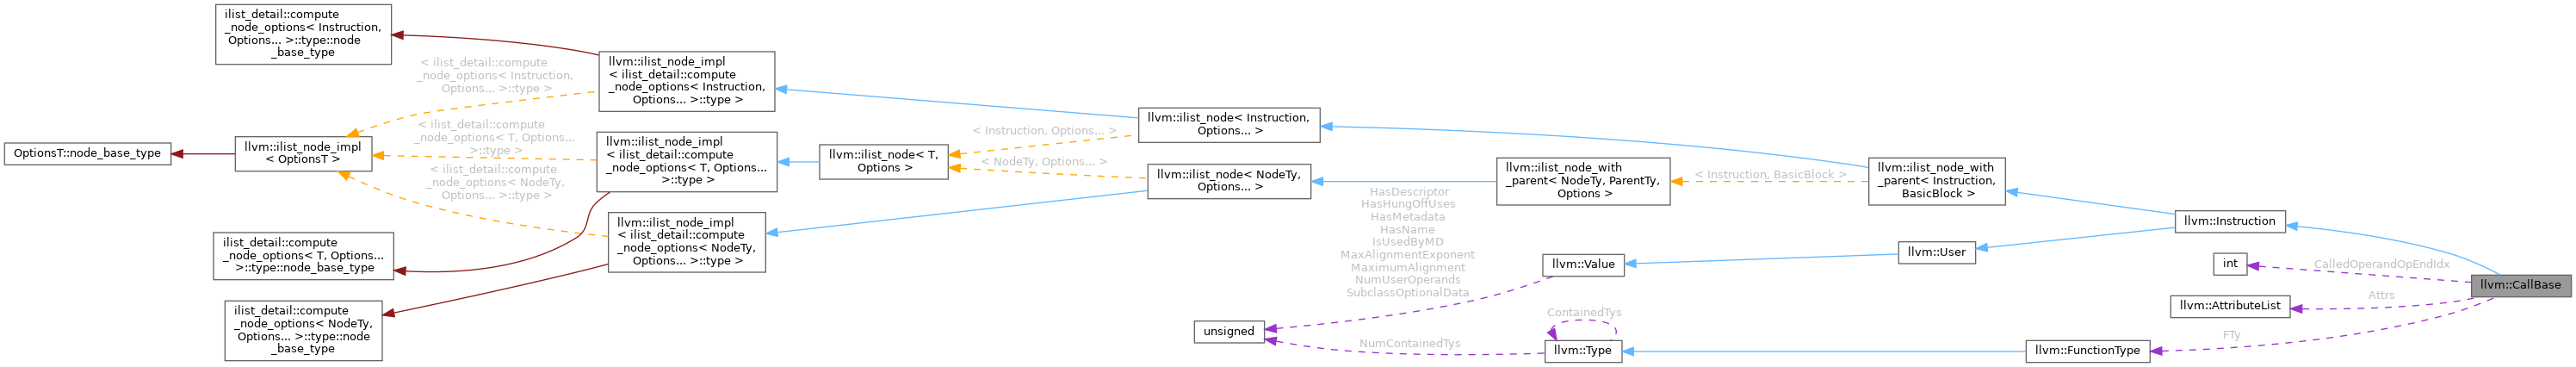 ilist_detail::compute
_node_options< Instruction,
Options... >::type::node
_base_type
< ilist_detail::compute
_node_options< Instruction,
Options... >::type >
llvm::ilist_node_impl
< ilist_detail::compute
_node_options< Instruction,
Options... >::type >
OptionsT::node_base_type
llvm::ilist_node_impl
< OptionsT >
< ilist_detail::compute
_node_options< T, Options...
>::type >
llvm::ilist_node_impl
< ilist_detail::compute
_node_options< T, Options...
>::type >
< ilist_detail::compute
_node_options< NodeTy,
Options... >::type >
llvm::ilist_node_impl
< ilist_detail::compute
_node_options< NodeTy,
Options... >::type >
ilist_detail::compute
_node_options< T, Options...
>::type::node_base_type
ilist_detail::compute
_node_options< NodeTy,
Options... >::type::node
_base_type
llvm::ilist_node< T,
Options >
< Instruction, Options... >
< NodeTy, Options... >
llvm::ilist_node< Instruction,
Options... >
llvm::ilist_node< NodeTy,
Options... >
HasDescriptor
HasHungOffUses
HasMetadata
HasName
IsUsedByMD
MaxAlignmentExponent
MaximumAlignment
NumUserOperands
SubclassOptionalData
unsigned
NumContainedTys
llvm::ilist_node_with
_parent< NodeTy, ParentTy,
Options >
< Instruction, BasicBlock >
llvm::ilist_node_with
_parent< Instruction,
BasicBlock >
llvm::Value
llvm::User
llvm::Instruction
ContainedTys
llvm::Type
llvm::FunctionType
int
CalledOperandOpEndIdx
llvm::AttributeList
Attrs
FTy
llvm::CallBase